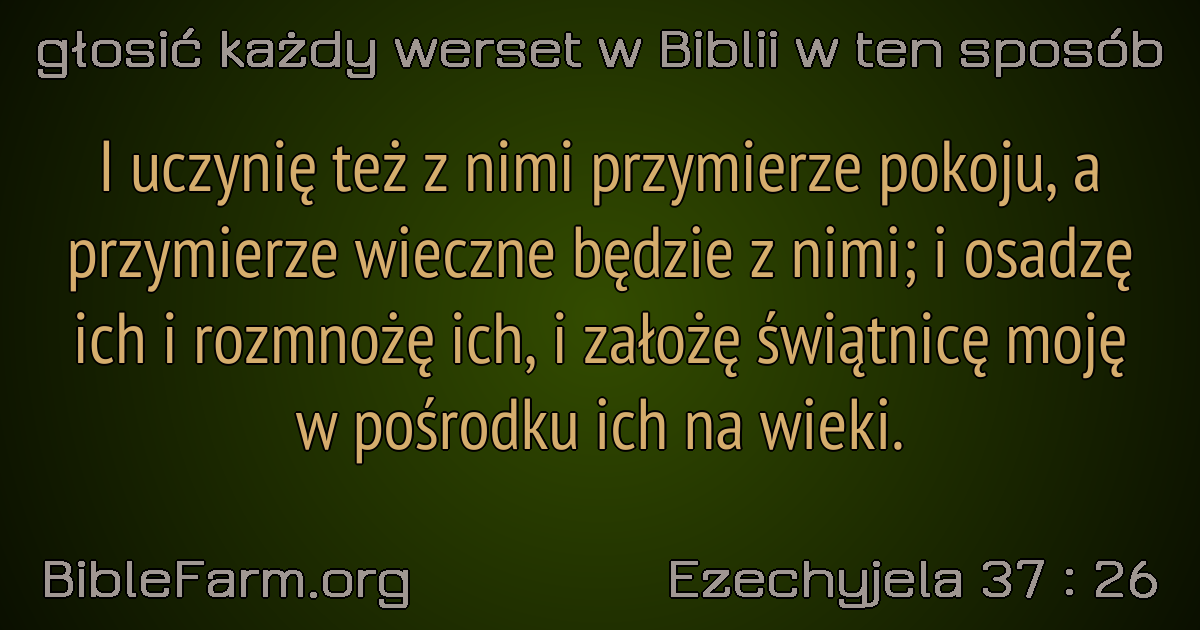 głosić każdy werset w Biblii w ten sposób
I uczynię też z nimi przymierze pokoju, a
przymierze wieczne będzie z nimi; i osadzę
ich i rozmnożę ich, i założę świątnicę moję
w pośrodku ich na wieki.
BibleFarm.org
Ezechyjela 37 : 26